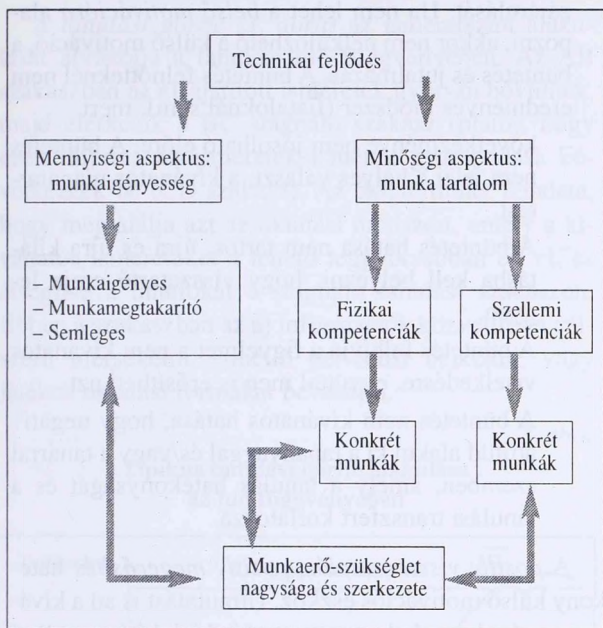 Technikai fejlődés
Mennyiségi aspektus:
munkaigényesség
Minőségi aspektus:
munka tartalom
– Munkaigényes
– Munkamegtakarító
– Semleges
Fizikai
kompetenciák
Szellemi
kompetenciák
Konkrét
munkák
Konkrét
munkák
Munkaerő-szükséglet
nagysága és szerkezete